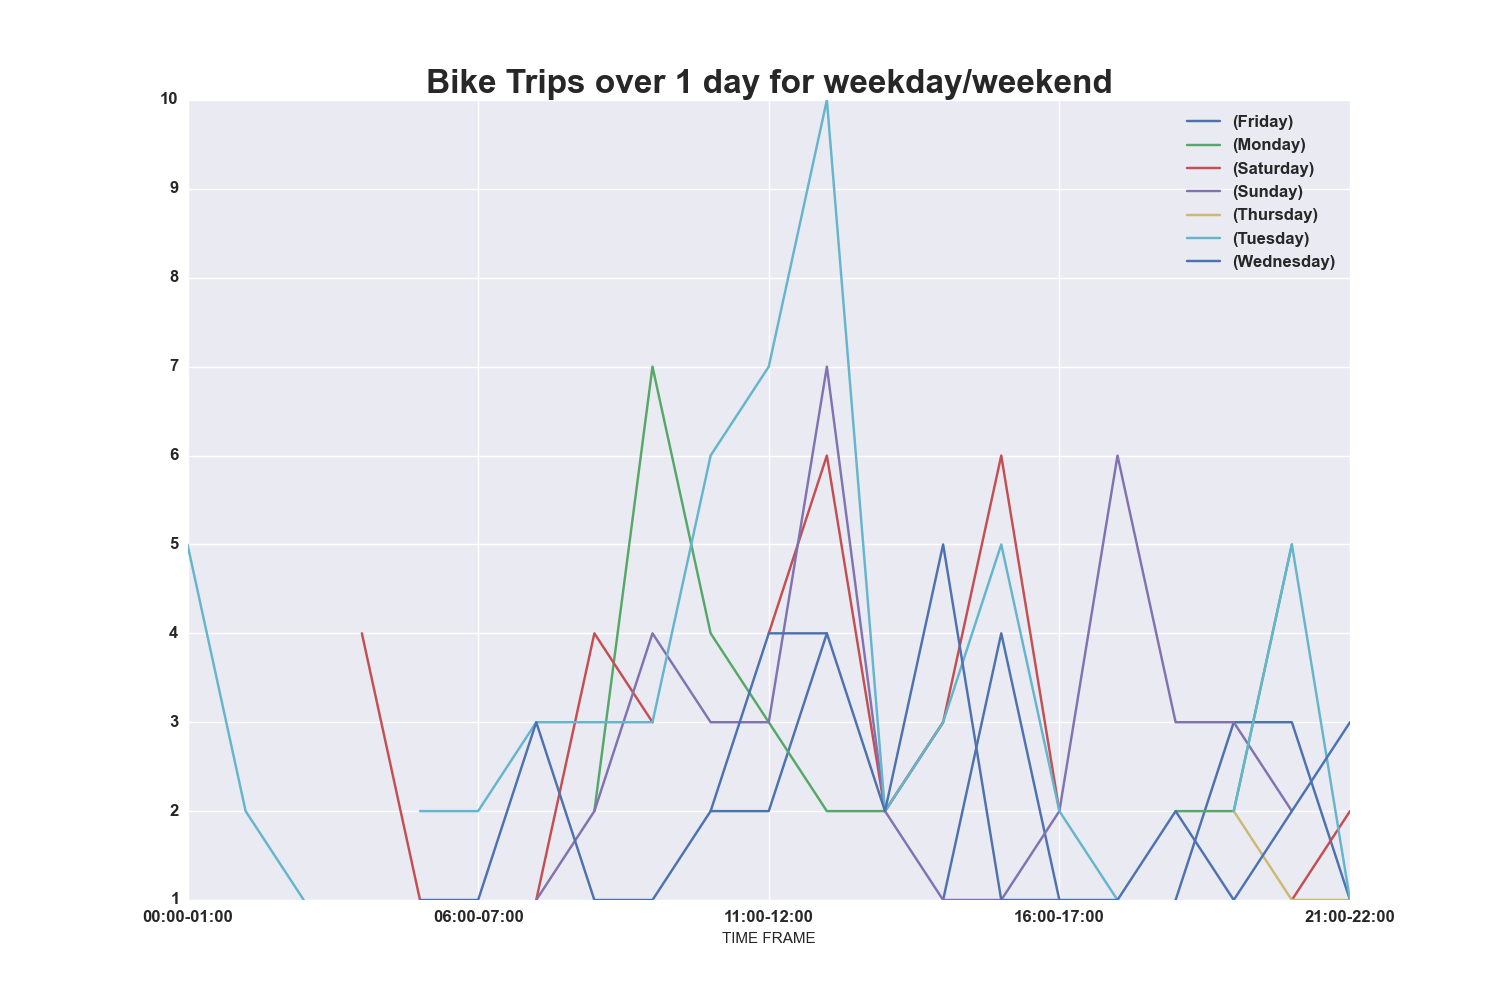 Bike Trips over 1 day for weekday/weekend
10
9
8
7
6
5
4
3
2
1
(Friday)
(Monday)
(Saturday)
(Sunday)
(Thursday)
(Tuesday)
(Wednesday)
00:00-01:00 06:00-07:00 11:00-12:00 16:00-17:00 21:00-22:00
TIME FRAME